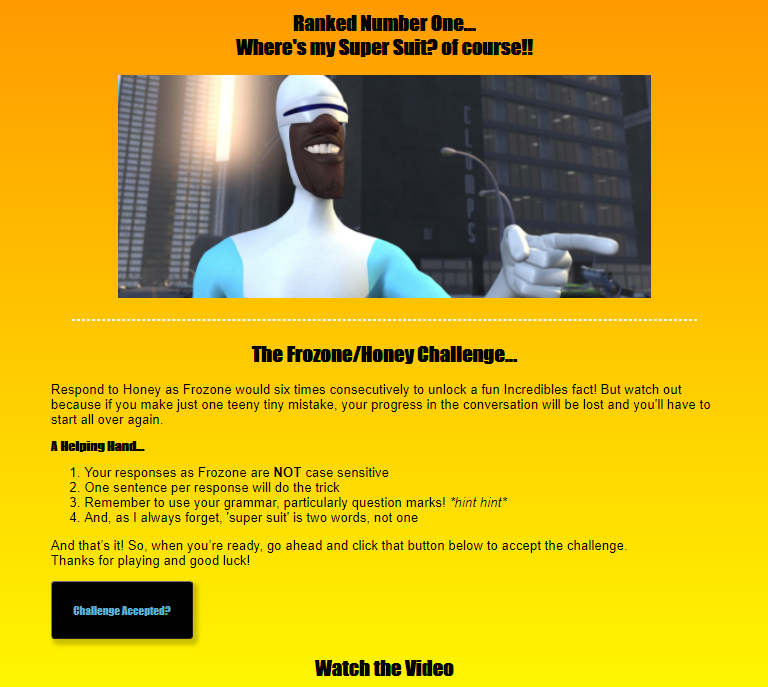 Ranked Number One...
Where's my Super Suit? of course!!
CLUMPS
The Frozone/Honey Challenge...
Respond to Honey as Frozone would six times consecutively to unlock a fun Incredibles fact! But watch out
because if you make just one teeny tiny mistake, your progress in the conversation will be lost and you'll have to
start all over again.
A Helping Hand...
1. Your responses as Frozone are NOT case sensitive
2. One sentence per response will do the trick
3. Remember to use your grammar, particularly question marks! *hint hint*
4. And, as I always forget, 'super suit' is two words, not one
And that's it! So, when you're ready, go ahead and click that button below to accept the challenge.
Thanks for playing and good luck!
Challenge Accepted?
Watch the Video